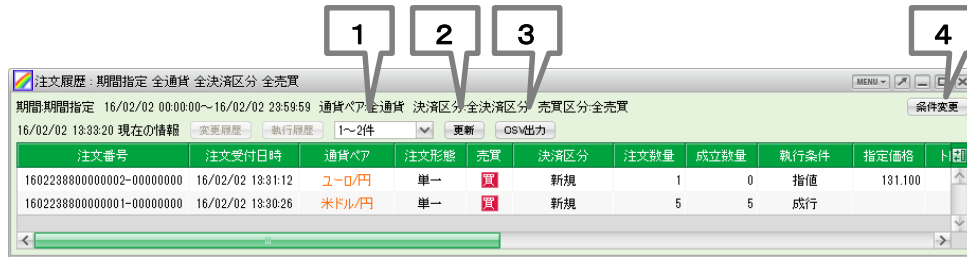 1 2 3 4
注文履歴 : 期間指定 全通貨 全決済区分 全売買 MENU
期間:期間指定 16/02/02 00:00:00～16/02/02 23:59:59 通貨ペア:全通貨 決済区分:全決済区分 売買区分:全売買 条件変更
16/02/02 13:33:20 現在の情報 変更履歴 執行履歴 1～2件 更新 CSV出力
注文番号 注文受付日時 通貨ペア 注文形態 売買 決済区分 注文数量 成立数量 執行条件 指定価格
1602238800000002-00000000 16/02/02 13:31:12 ユーロ/円 単一 買 新規 1 0 指値 131.100
1602238800000001-00000000 16/02/02 13:30:26 米ドル/円 単一 買 新規 5 5 成行